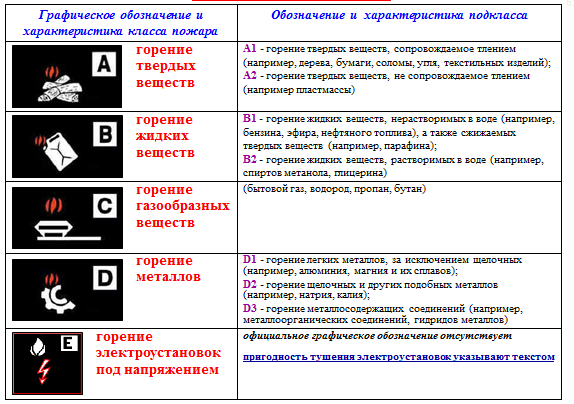 Графическое обозначение и
характеристика класса пожара
Обозначение и характеристика подкласса
A
горение
твердых
веществ
A1 - горение твердых веществ, сопровождаемое тлением
(например, дерева, бумаги, соломы, угля, текстильных изделий);
A2 - горение твердых веществ, не сопровождаемое тлением
(например пластмассы)
B
горение
жидких
веществ
B1 - горение жидких веществ, нерастворимых в воде (например,
бензина, эфира, нефтяного топлива), а также сжижаемых
твердых веществ (например, парафина);
B2 - горение жидких веществ, растворимых в воде (например,
спиртов метанола, глицерина)
C
горение
газообразных
веществ
(бытовой газ, водород, пропан, бутан)
D
горение
металлов
D1 - горение легких металлов, за исключением щелочных
(например, алюминия, магния и их сплавов);
D2 - горение щелочных и других подобных металлов
(например, натрия, калия);
D3 - горение металосодержащих соединений (например,
металлоорганических соединений, гидридов металлов)
E
горение
электроустановок
под напряжением
официальное графическое обозначение отсутствует
пригодность тушения электроустановок указывают текстом